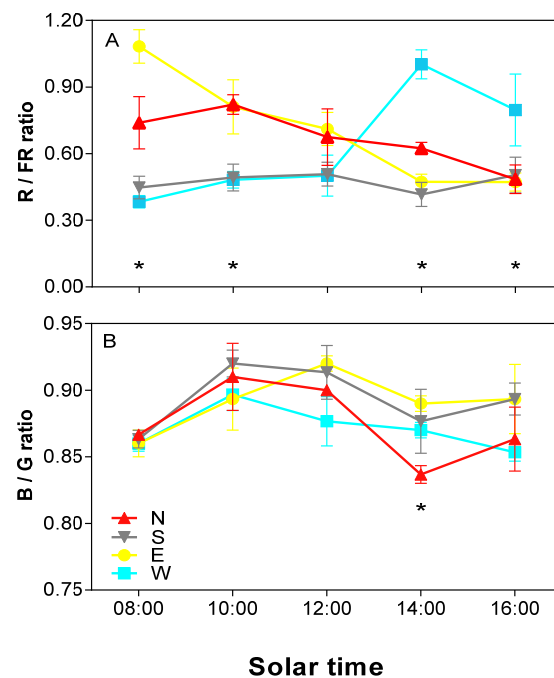 A
R / FR ratio
1.20
0.90
0.60
0.30
0.00
* * * *
B
B / G ratio
0.95
0.90
0.85
0.80
0.75
*
N
S
E
W
08:00 10:00 12:00 14:00 16:00
Solar time